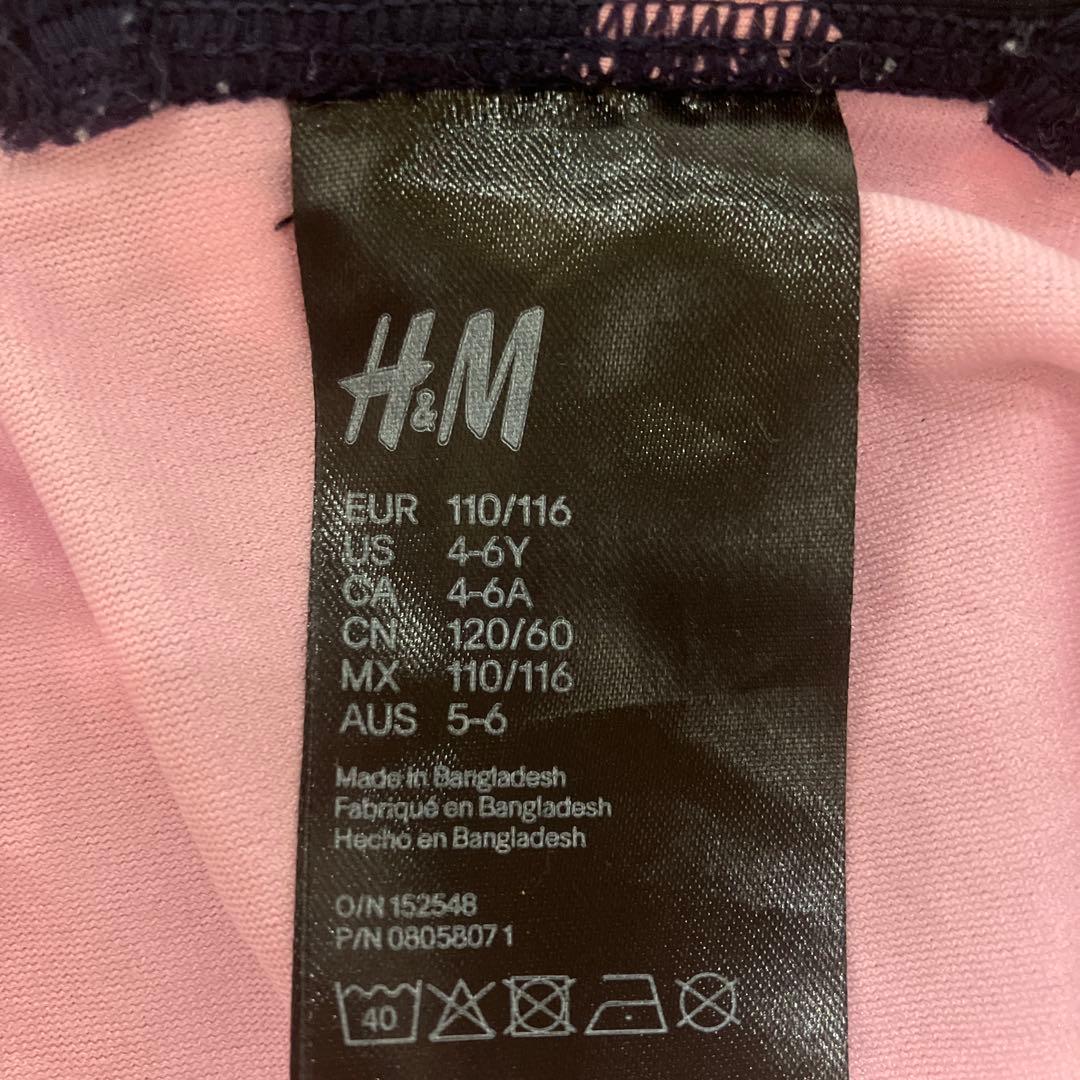 H&M
EUR 110/116
US 4-6Y
CA 4-6A
CN 120/60
MX 110/116
AUS 5-6
Made in Bangladesh
Fabriqué en Bangladesh
Hecho en Bangladesh
O/N 152548
P/N 08058071
40